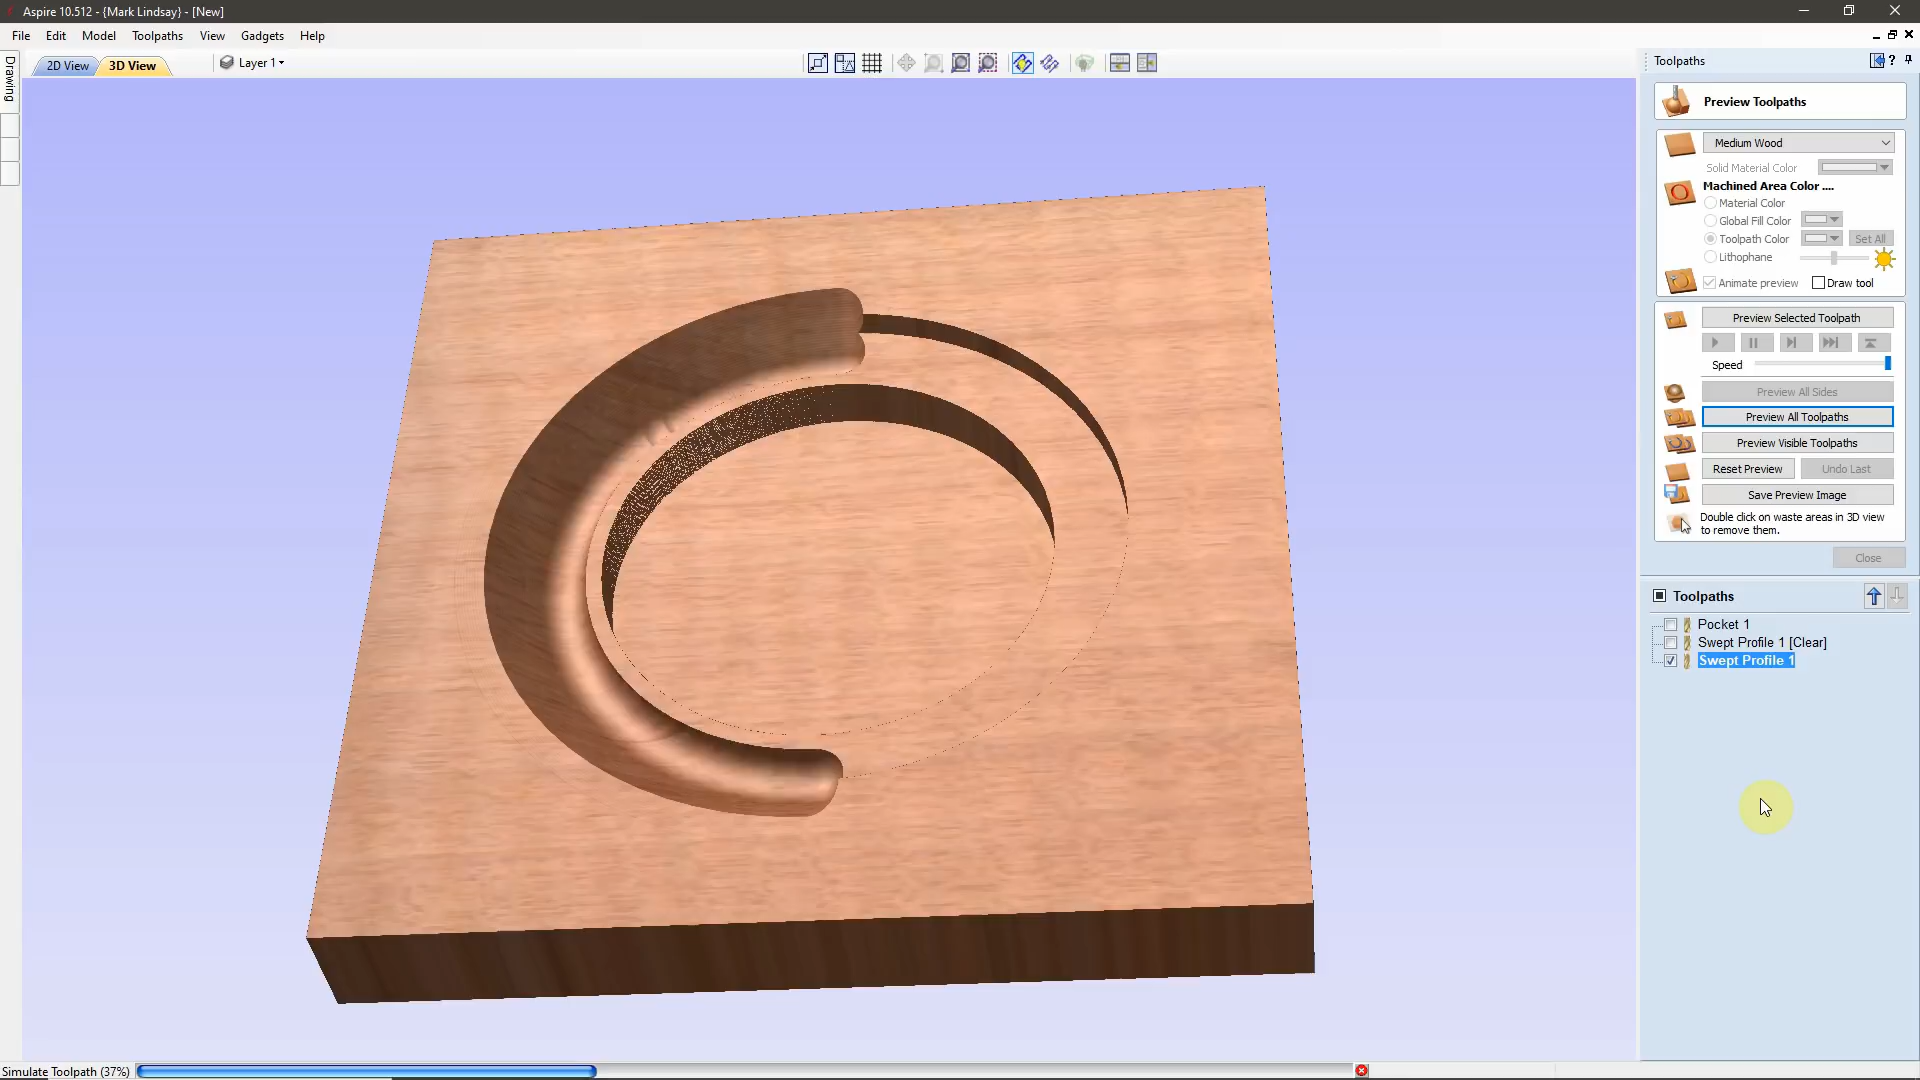 Aspire 10.512 - {Mark Lindsay} - [New]
File Edit Model Toolpaths View Gadgets Help
Drawing
2D View
3D View
Layer 1
Toolpaths
?
Preview Toolpaths
Medium Wood
Solid Material Color
Machined Area Color ....
Material Color
Global Fill Color
Toolpath Color
Set All
Lithophane
Animate preview
Draw tool
Preview Selected Toolpath
Speed
Preview All Sides
Preview All Toolpaths
Preview Visible Toolpaths
Reset Preview
Undo Last
Save Preview Image
Double click on waste areas in 3D view
to remove them.
Close
Toolpaths
Pocket 1
Swept Profile 1 [Clear]
Swept Profile 1
Simulate Toolpath (37%)